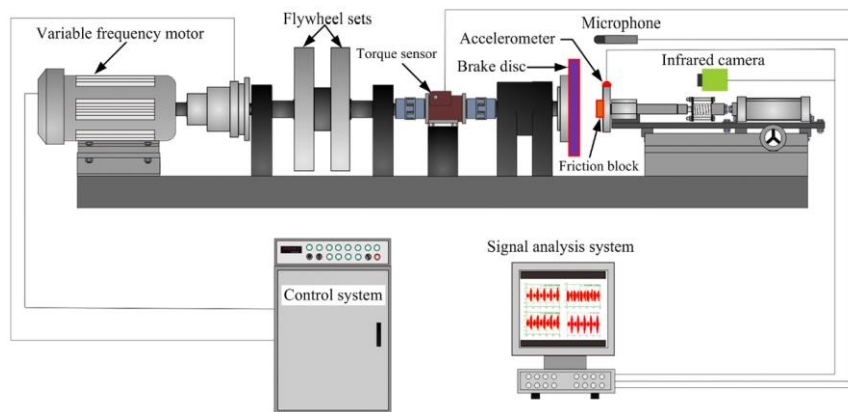 Microphone
Flywheel sets
Variable frequency motor
Accelerometer
Torque sensor
Brake disc
Infrared camera
Friction block
Signal analysis system
Control system